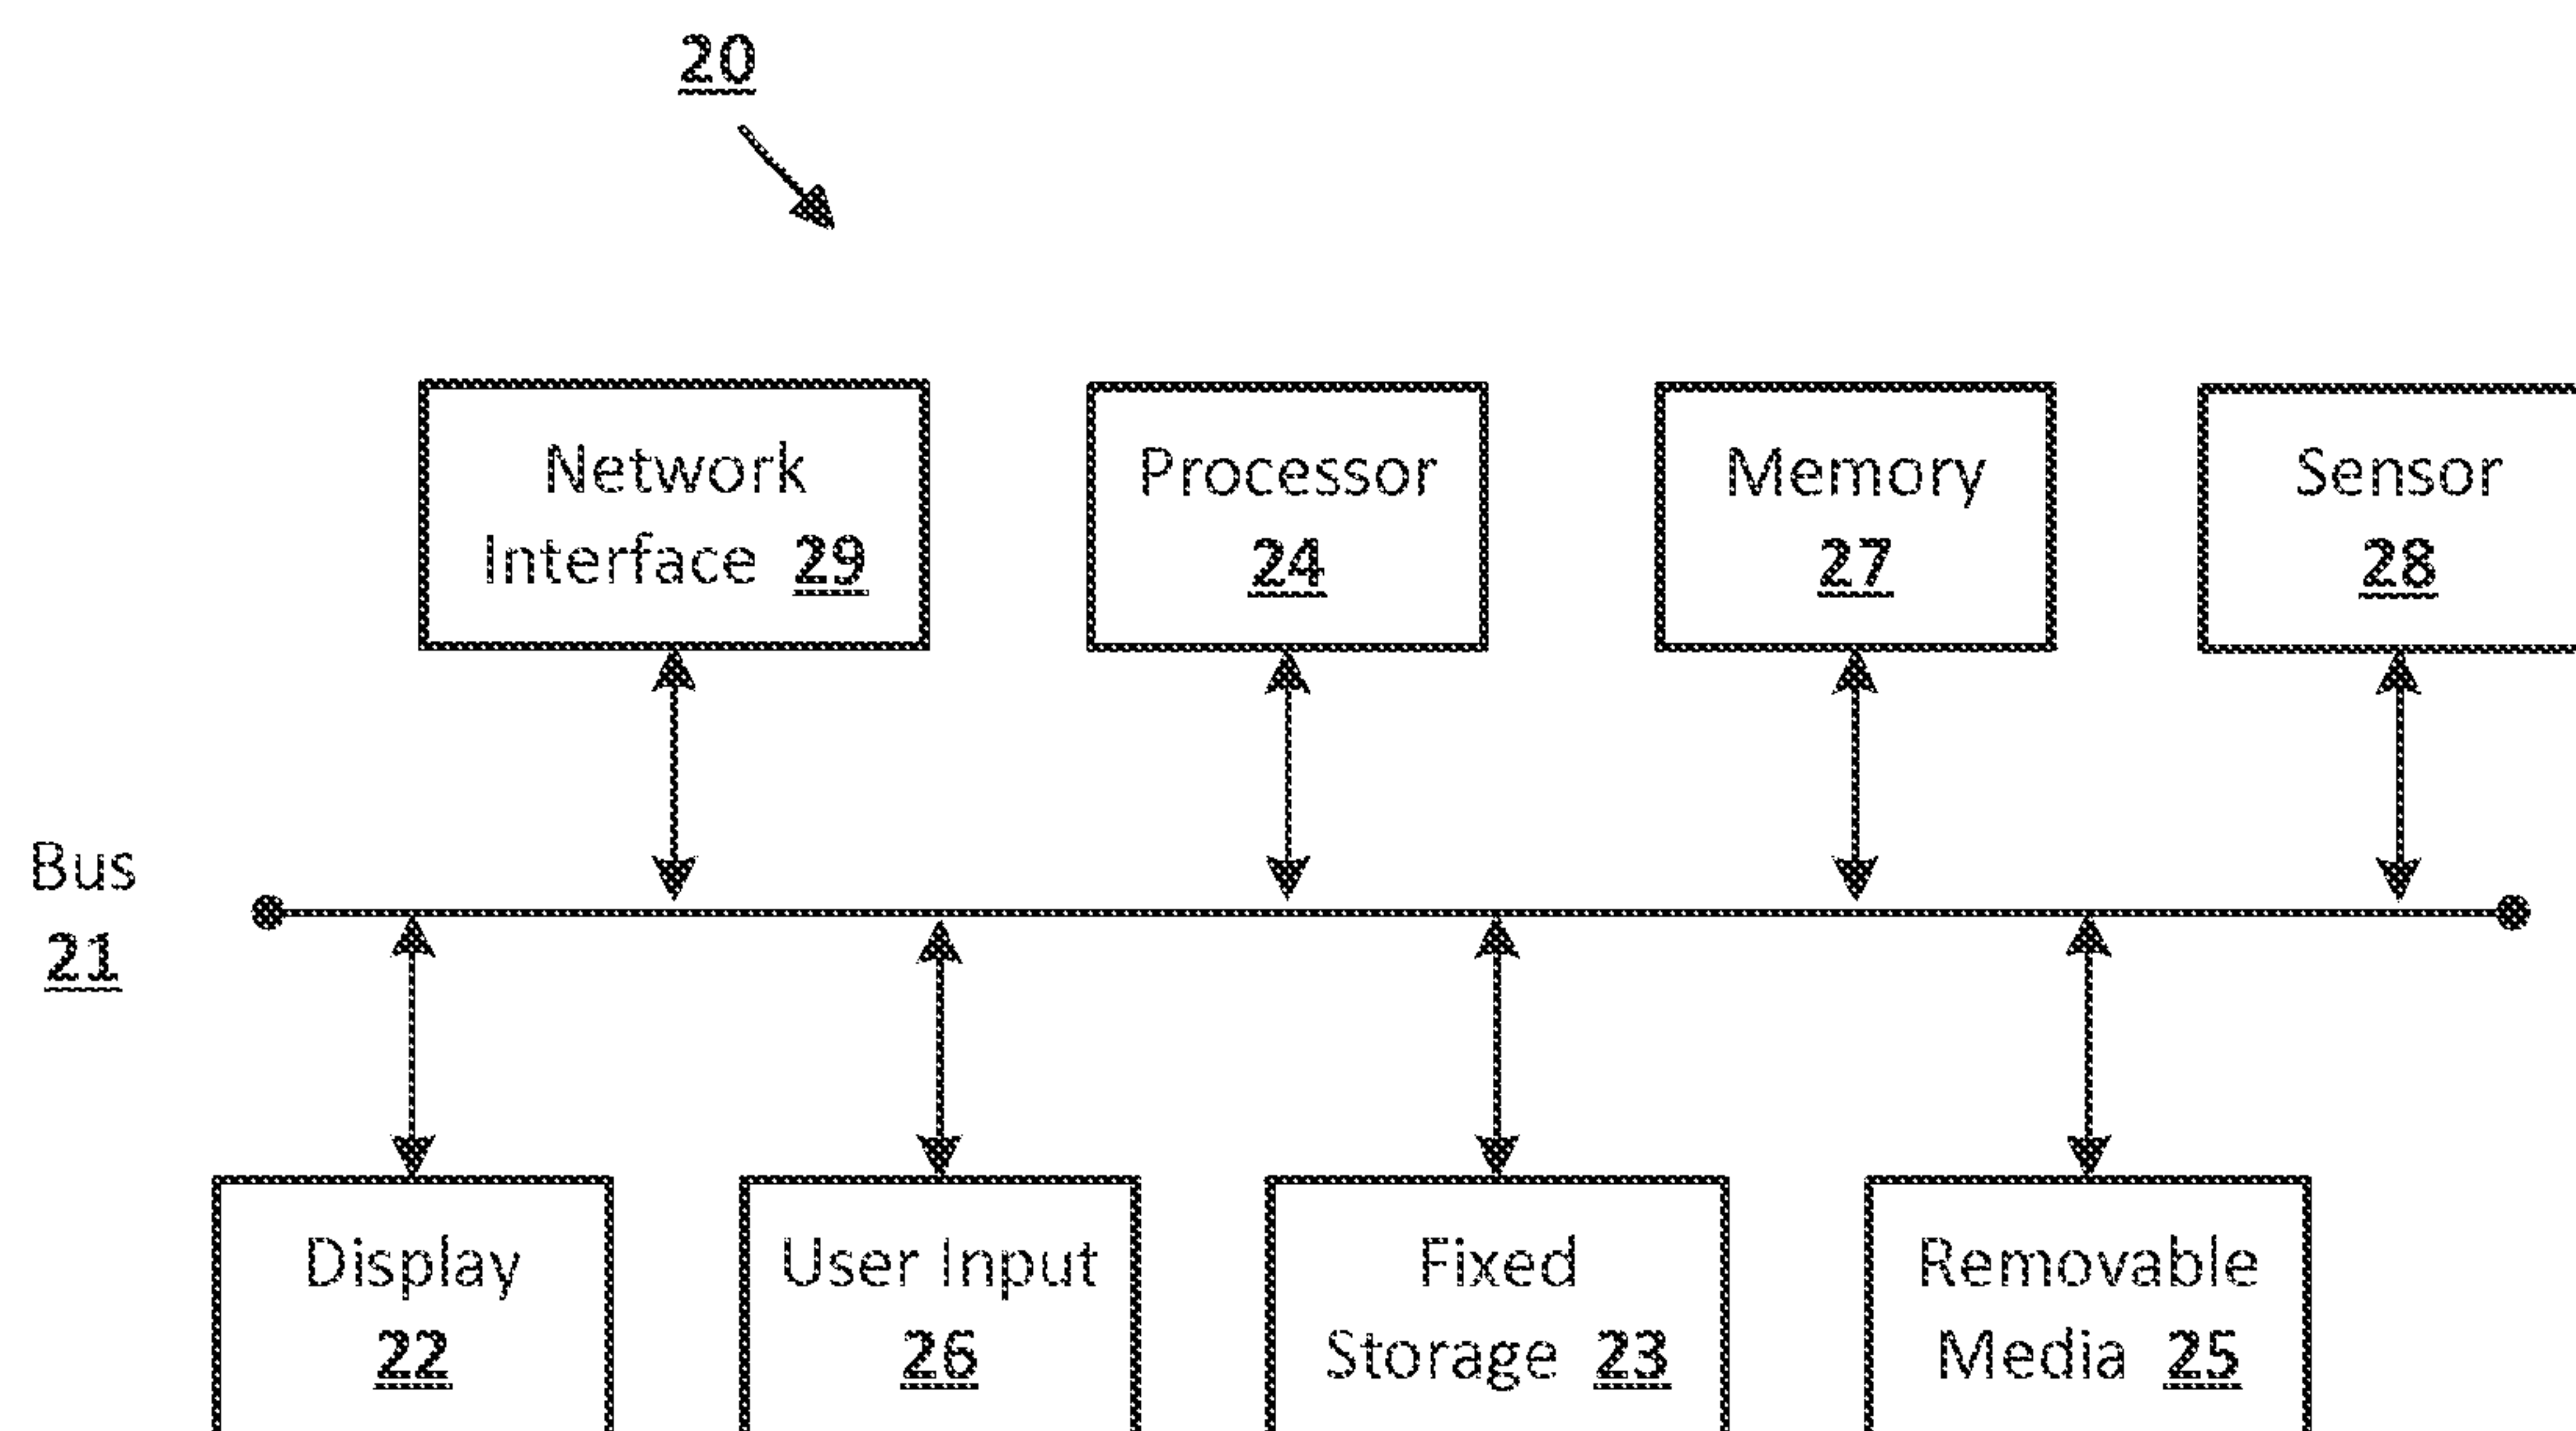 20
Network
Interface 29
Processor
24
Memory
27
Sensor
28
Bus
21
Display
22
User Input
26
Fixed
Storage 23
Removable
Media 25